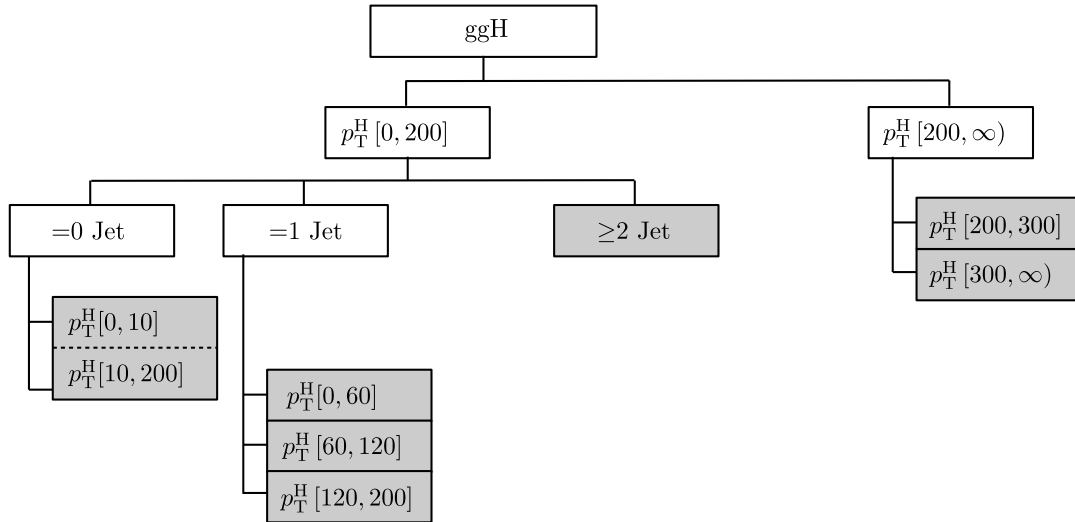 ggH
p_T^H [0, 200]
p_T^H [200, ∞)
=0 Jet
=1 Jet
≥2 Jet
p_T^H [200, 300]
p_T^H [300, ∞)
p_T^H[0, 10]
p_T^H[10, 200]
p_T^H[0, 60]
p_T^H [60, 120]
p_T^H [120, 200]